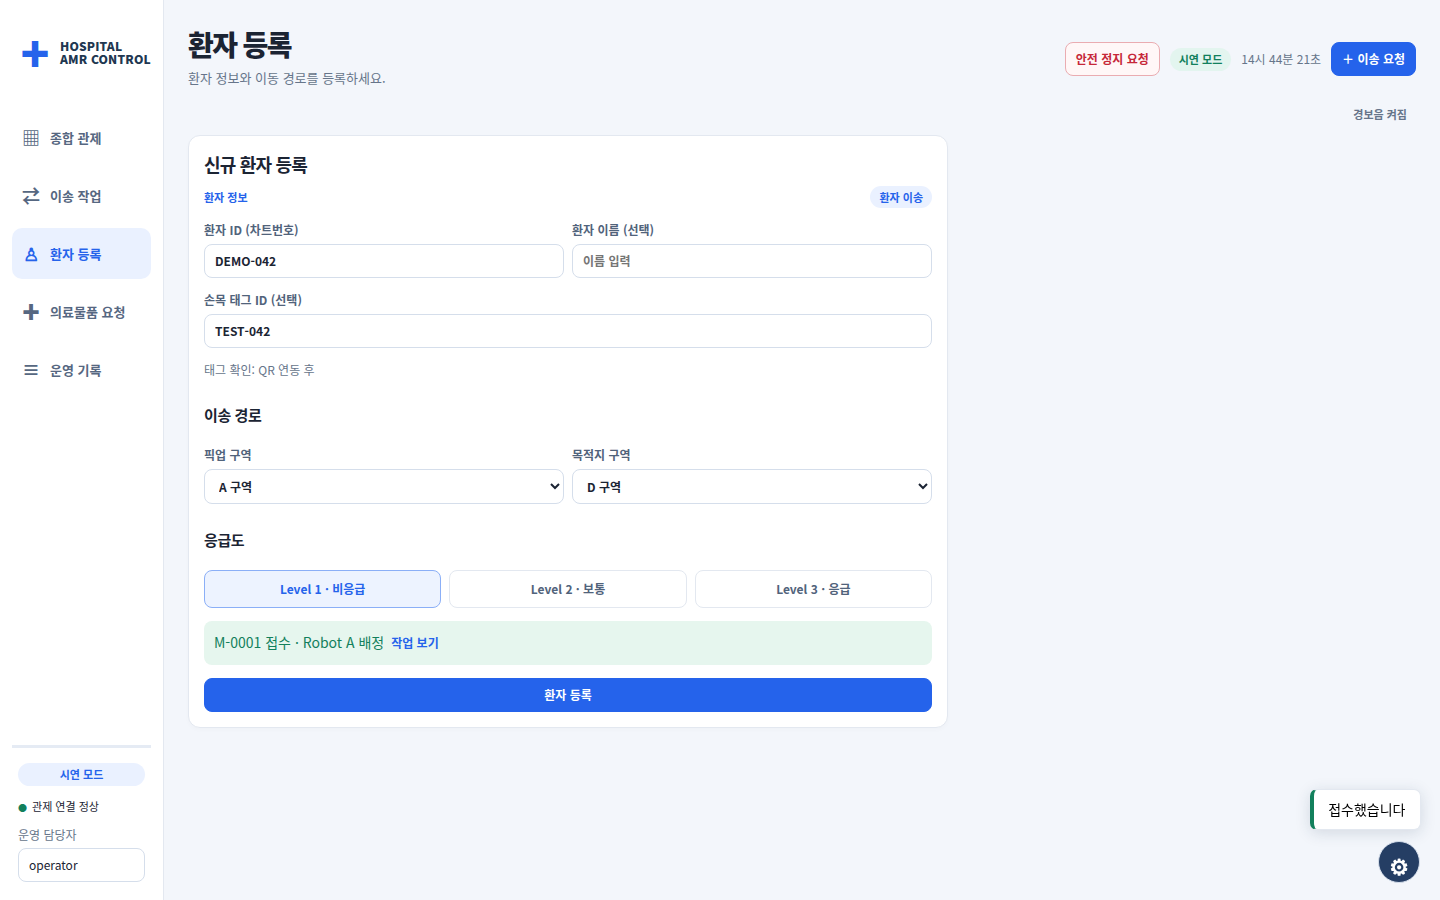 HOSPITAL
AMR CONTROL
종합 관제
이송 작업
환자 등록
의료물품 요청
운영 기록
시연 모드
관제 연결 정상
운영 담당자
operator
환자 등록
환자 정보와 이동 경로를 등록하세요.
안전 정지 요청
시연 모드
14시 44분 21초
+ 이송 요청
경보음 켜짐
신규 환자 등록
환자 정보
환자 이송
환자 ID (차트번호)
환자 이름 (선택)
DEMO-042
이름 입력
손목 태그 ID (선택)
TEST-042
태그 확인: QR 연동 후
이송 경로
픽업 구역
목적지 구역
A 구역
D 구역
응급도
Level 1 · 비응급
Level 2 · 보통
Level 3 · 응급
M-0001 접수 · Robot A 배정 작업 보기
환자 등록
접수했습니다